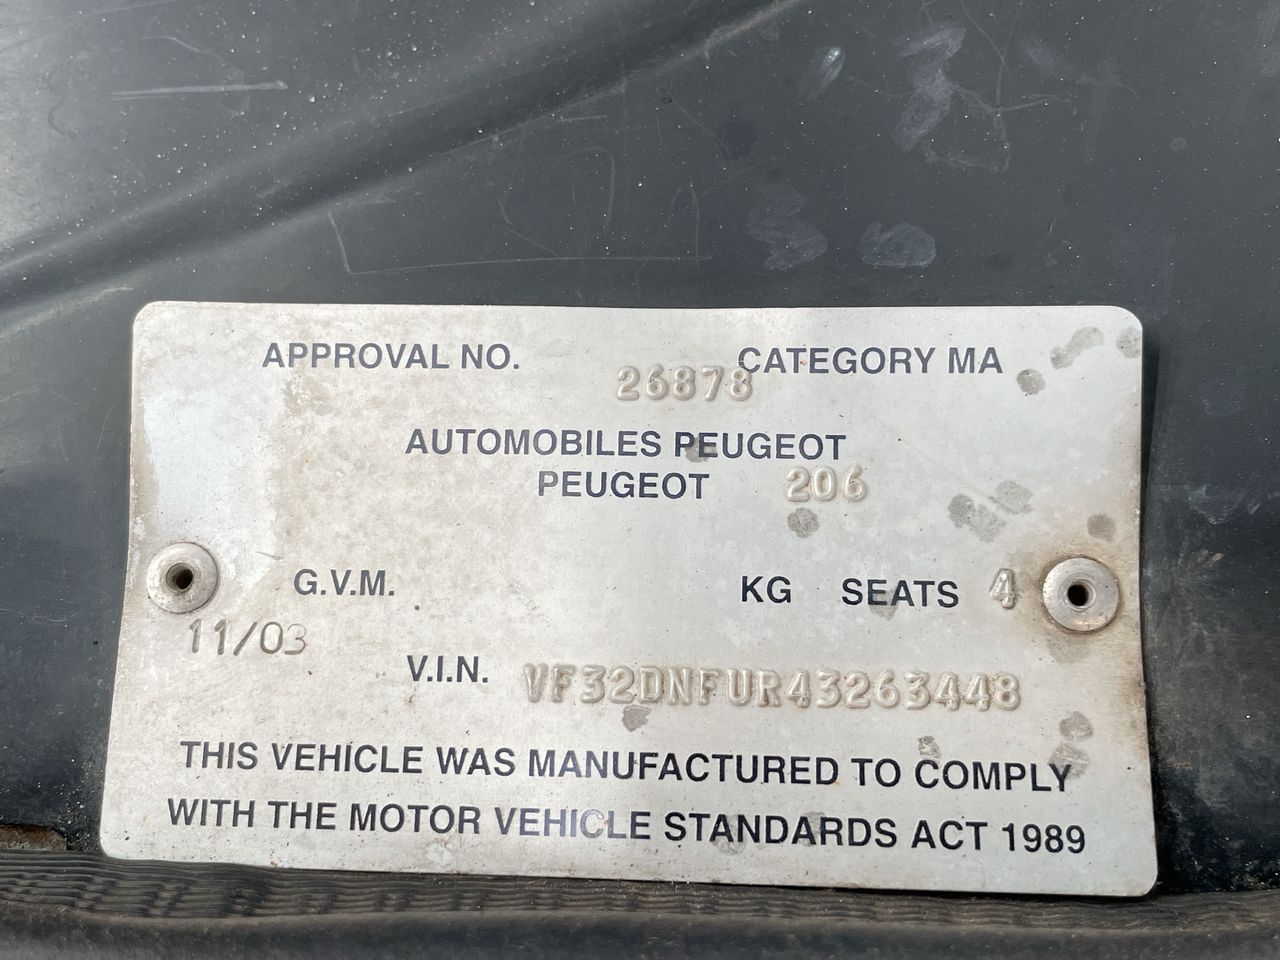 APPROVAL NO. 26878 CATEGORY MA
AUTOMOBILES PEUGEOT
PEUGEOT 206
G.V.M. KG SEATS 4
11/03
V.I.N. VF32DNFUR43263448
THIS VEHICLE WAS MANUFACTURED TO COMPLY
WITH THE MOTOR VEHICLE STANDARDS ACT 1989